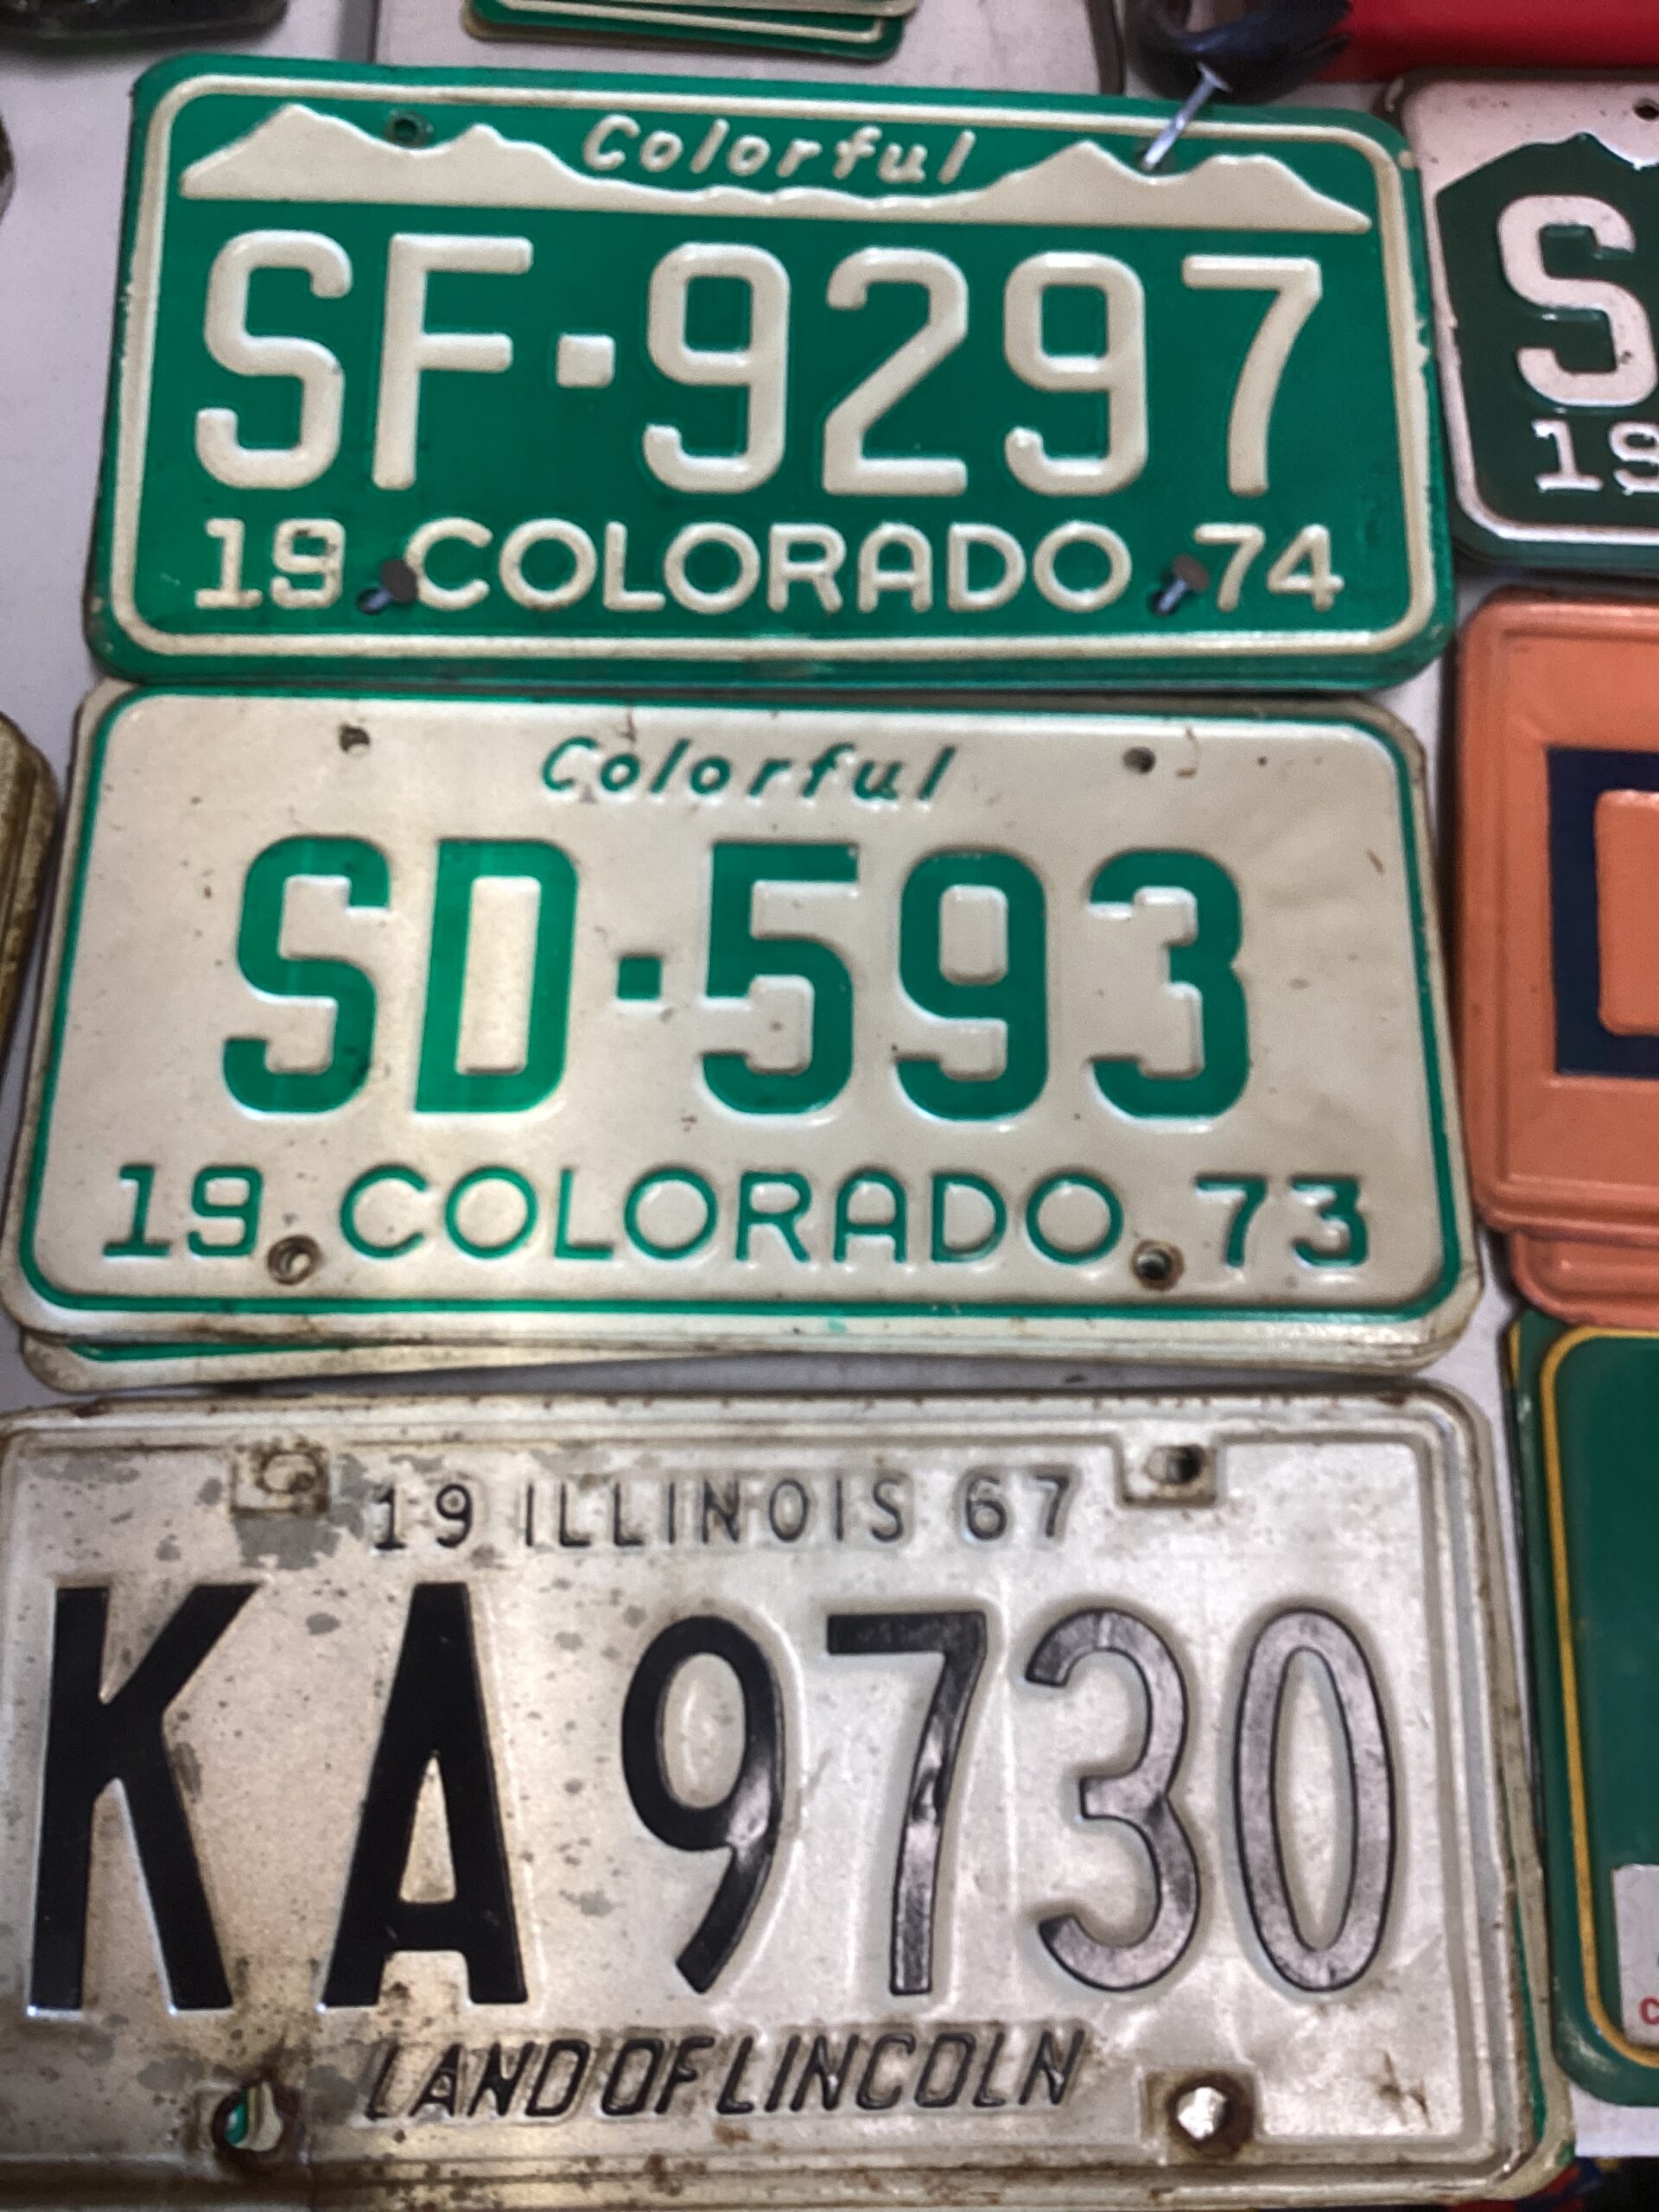 Colorful
SF·9297
19 COLORADO 74
S
19
Colorful
SD·593
19 COLORADO 73
19 ILLINOIS 67
KA 9730
LAND OF LINCOLN